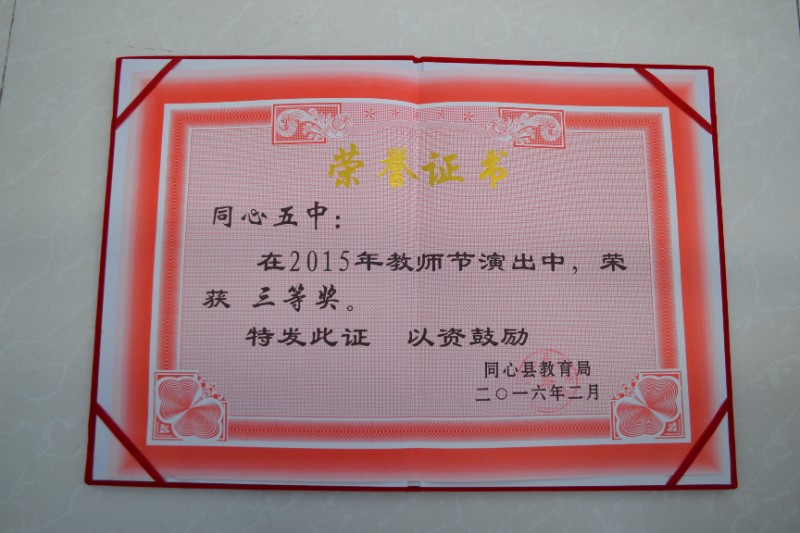 荣誉证书
同心五中：
在2015年教师节演出中，荣
获 三等奖。
特发此证 以资鼓励
同心县教育局
二〇一六年二月